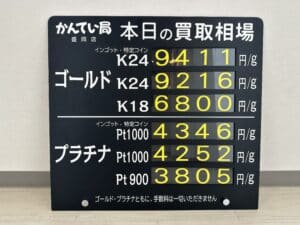 かんてい局 本日の買取相場
盛岡店
インゴット・特定コイン
K24 9411 円/g
ゴールド K24 9216 円/g
K18 6800 円/g
インゴット・特定コイン
Pt1000 4346 円/g
プラチナ Pt1000 4252 円/g
Pt900 3805 円/g
ゴールド・プラチナともに、手数料は一切いただきません